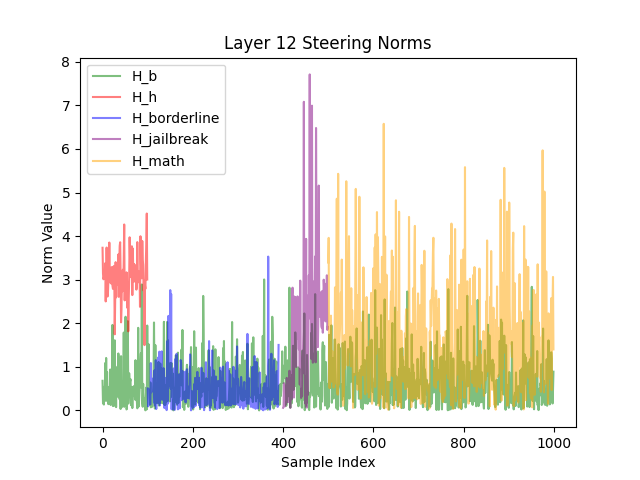 Layer 12 Steering Norms
H_b
H_h
H_borderline
H_jailbreak
H_math
Norm Value
8
7
6
5
4
3
2
1
0
0 200 400 600 800 1000
Sample Index